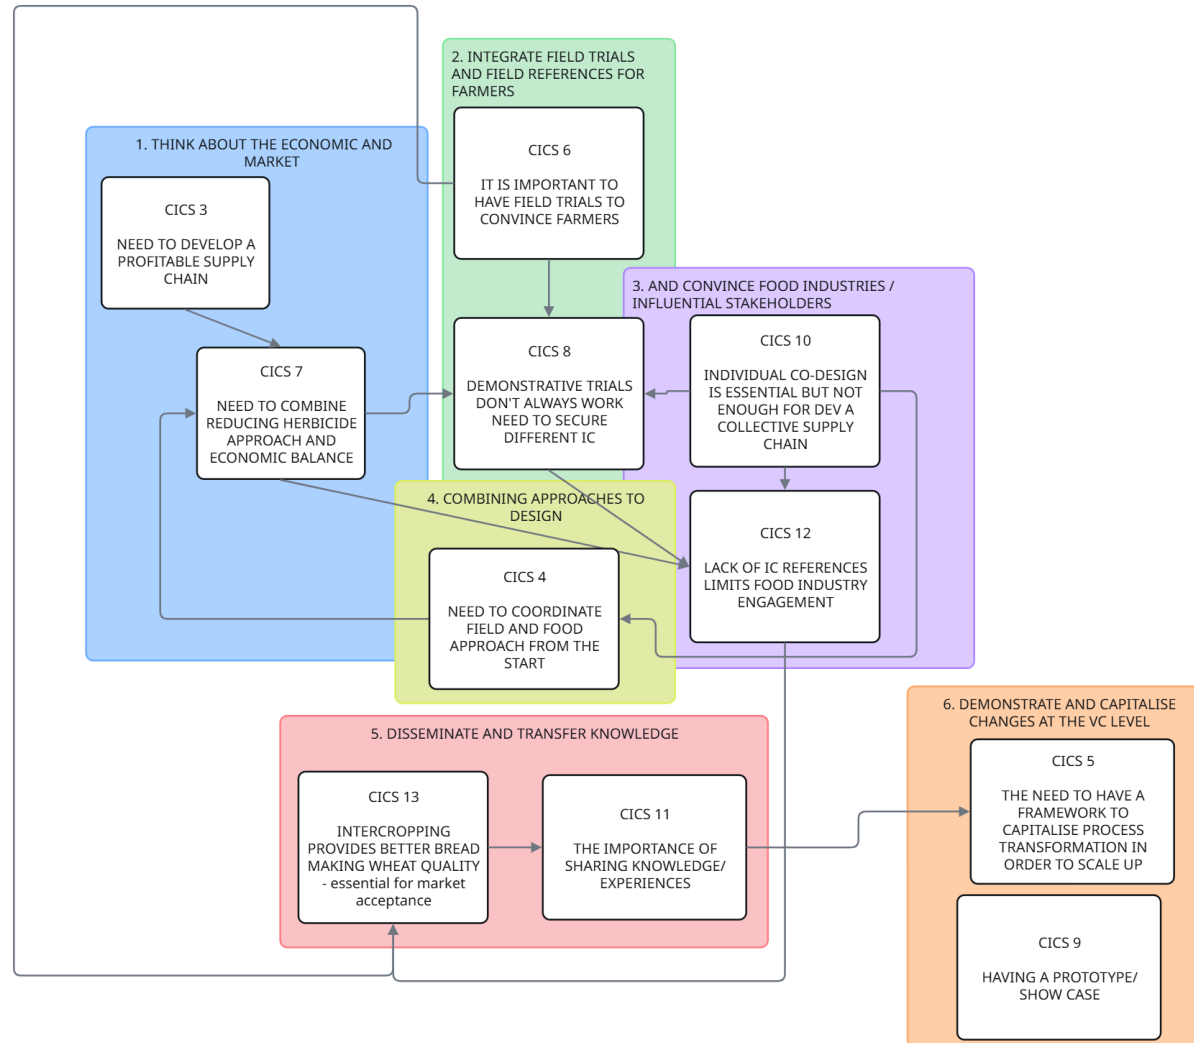 2. INTEGRATE FIELD TRIALS
AND FIELD REFERENCES FOR
FARMERS
CICS 6
IT IS IMPORTANT TO
HAVE FIELD TRIALS TO
CONVINCE FARMERS
1. THINK ABOUT THE ECONOMIC AND
MARKET
CICS 3
NEED TO DEVELOP A
PROFITABLE SUPPLY
CHAIN
CICS 7
NEED TO COMBINE
REDUCING HERBICIDE
APPROACH AND
ECONOMIC BALANCE
CICS 8
DEMONSTRATIVE TRIALS
DON'T ALWAYS WORK
NEED TO SECURE
DIFFERENT IC
3. AND CONVINCE FOOD INDUSTRIES /
INFLUENTIAL STAKEHOLDERS
CICS 10
INDIVIDUAL CO-DESIGN
IS ESSENTIAL BUT NOT
ENOUGH FOR DEV A
COLLECTIVE SUPPLY
CHAIN
CICS 12
LACK OF IC REFERENCES
LIMITS FOOD INDUSTRY
ENGAGEMENT
4. COMBINING APPROACHES TO
DESIGN
CICS 4
NEED TO COORDINATE
FIELD AND FOOD
APPROACH FROM THE
START
5. DISSEMINATE AND TRANSFER KNOWLEDGE
CICS 13
INTERCROPPING
PROVIDES BETTER BREAD
MAKING WHEAT QUALITY
- essential for market
acceptance
CICS 11
THE IMPORTANCE OF
SHARING KNOWLEDGE/
EXPERIENCES
6. DEMONSTRATE AND CAPITALISE
CHANGES AT THE VC LEVEL
CICS 5
THE NEED TO HAVE A
FRAMEWORK TO
CAPITALISE PROCESS
TRANSFORMATION IN
ORDER TO SCALE UP
CICS 9
HAVING A PROTOTYPE/
SHOW CASE